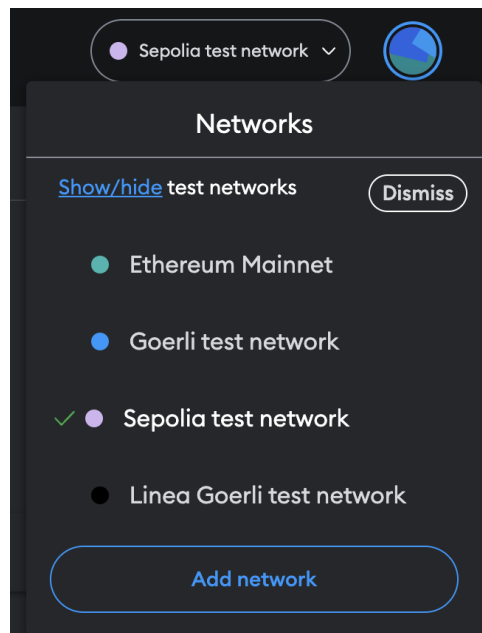 Sepolia test network
Networks
Show/hide test networks
Dismiss
Ethereum Mainnet
Goerli test network
Sepolia test network
Linea Goerli test network
Add network